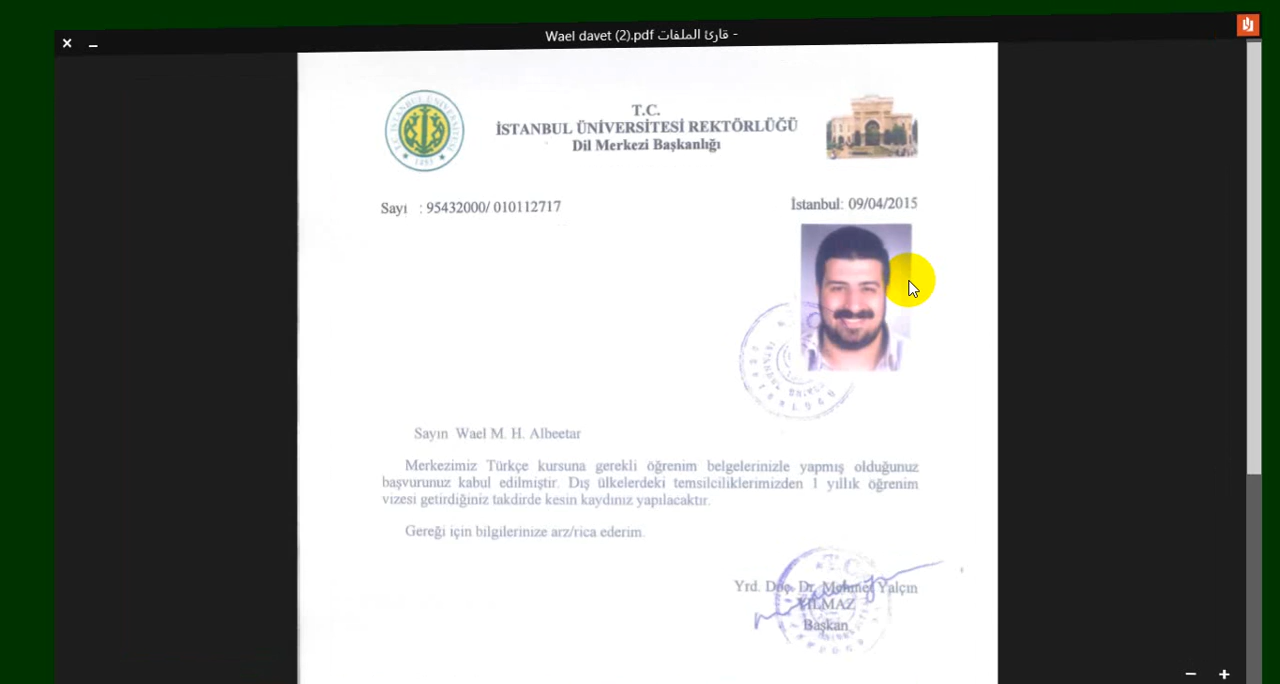 Wael davet (2).pdf قارئ الملفات -
T.C.
İSTANBUL ÜNİVERSİTESİ REKTÖRLÜĞÜ
Dil Merkezi Başkanlığı
Sayı : 95432000/ 010112717
İstanbul: 09/04/2015
Sayın Wael M. H. Albeetar
Merkezimiz Türkçe kursuna gerekli öğrenim belgelerinizle yapmış olduğunuz
başvurunuz kabul edilmiştir. Dış ülkelerdeki temsilciliklerimizden 1 yıllık öğrenim
vizesi getirdiğiniz takdirde kesin kaydınız yapılacaktır.
Gereği için bilgilerinize arz/rica ederim.
Yrd. Doç. Dr. Mehmet Yalçın
YILMAZ
Başkan